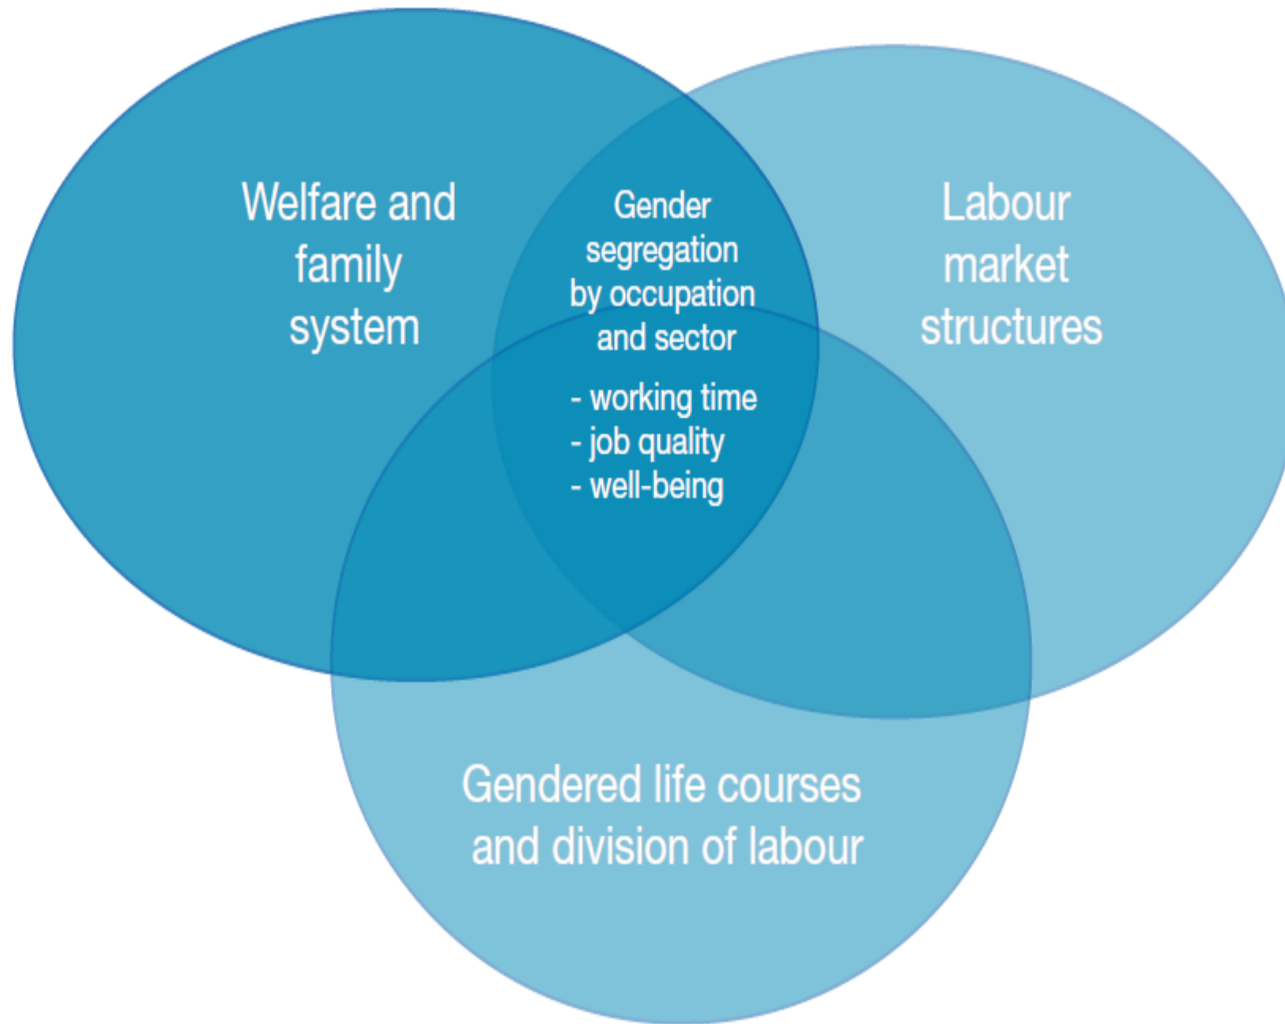 Welfare and
family
system
Gender
segregation
by occupation
and sector
- working time
- job quality
- well-being
Labour
market
structures
Gendered life courses
and division of labour